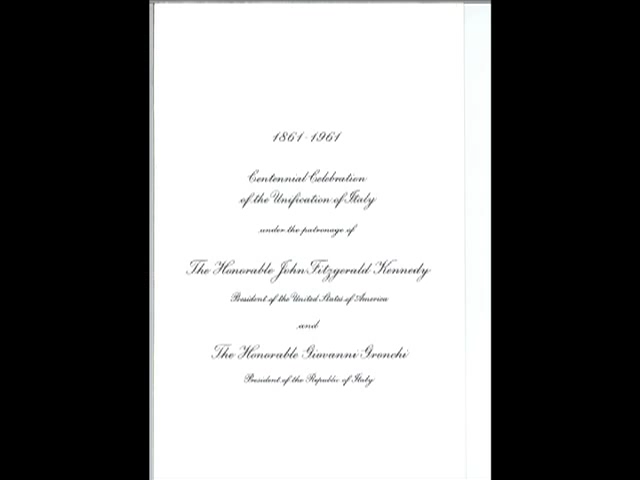 1861-1961
Centennial Celebration
of the Unification of Italy
under the patronage of
The Honorable John Fitzgerald Kennedy
President of the United States of America
and
The Honorable Giovanni Gronchi
President of the Republic of Italy